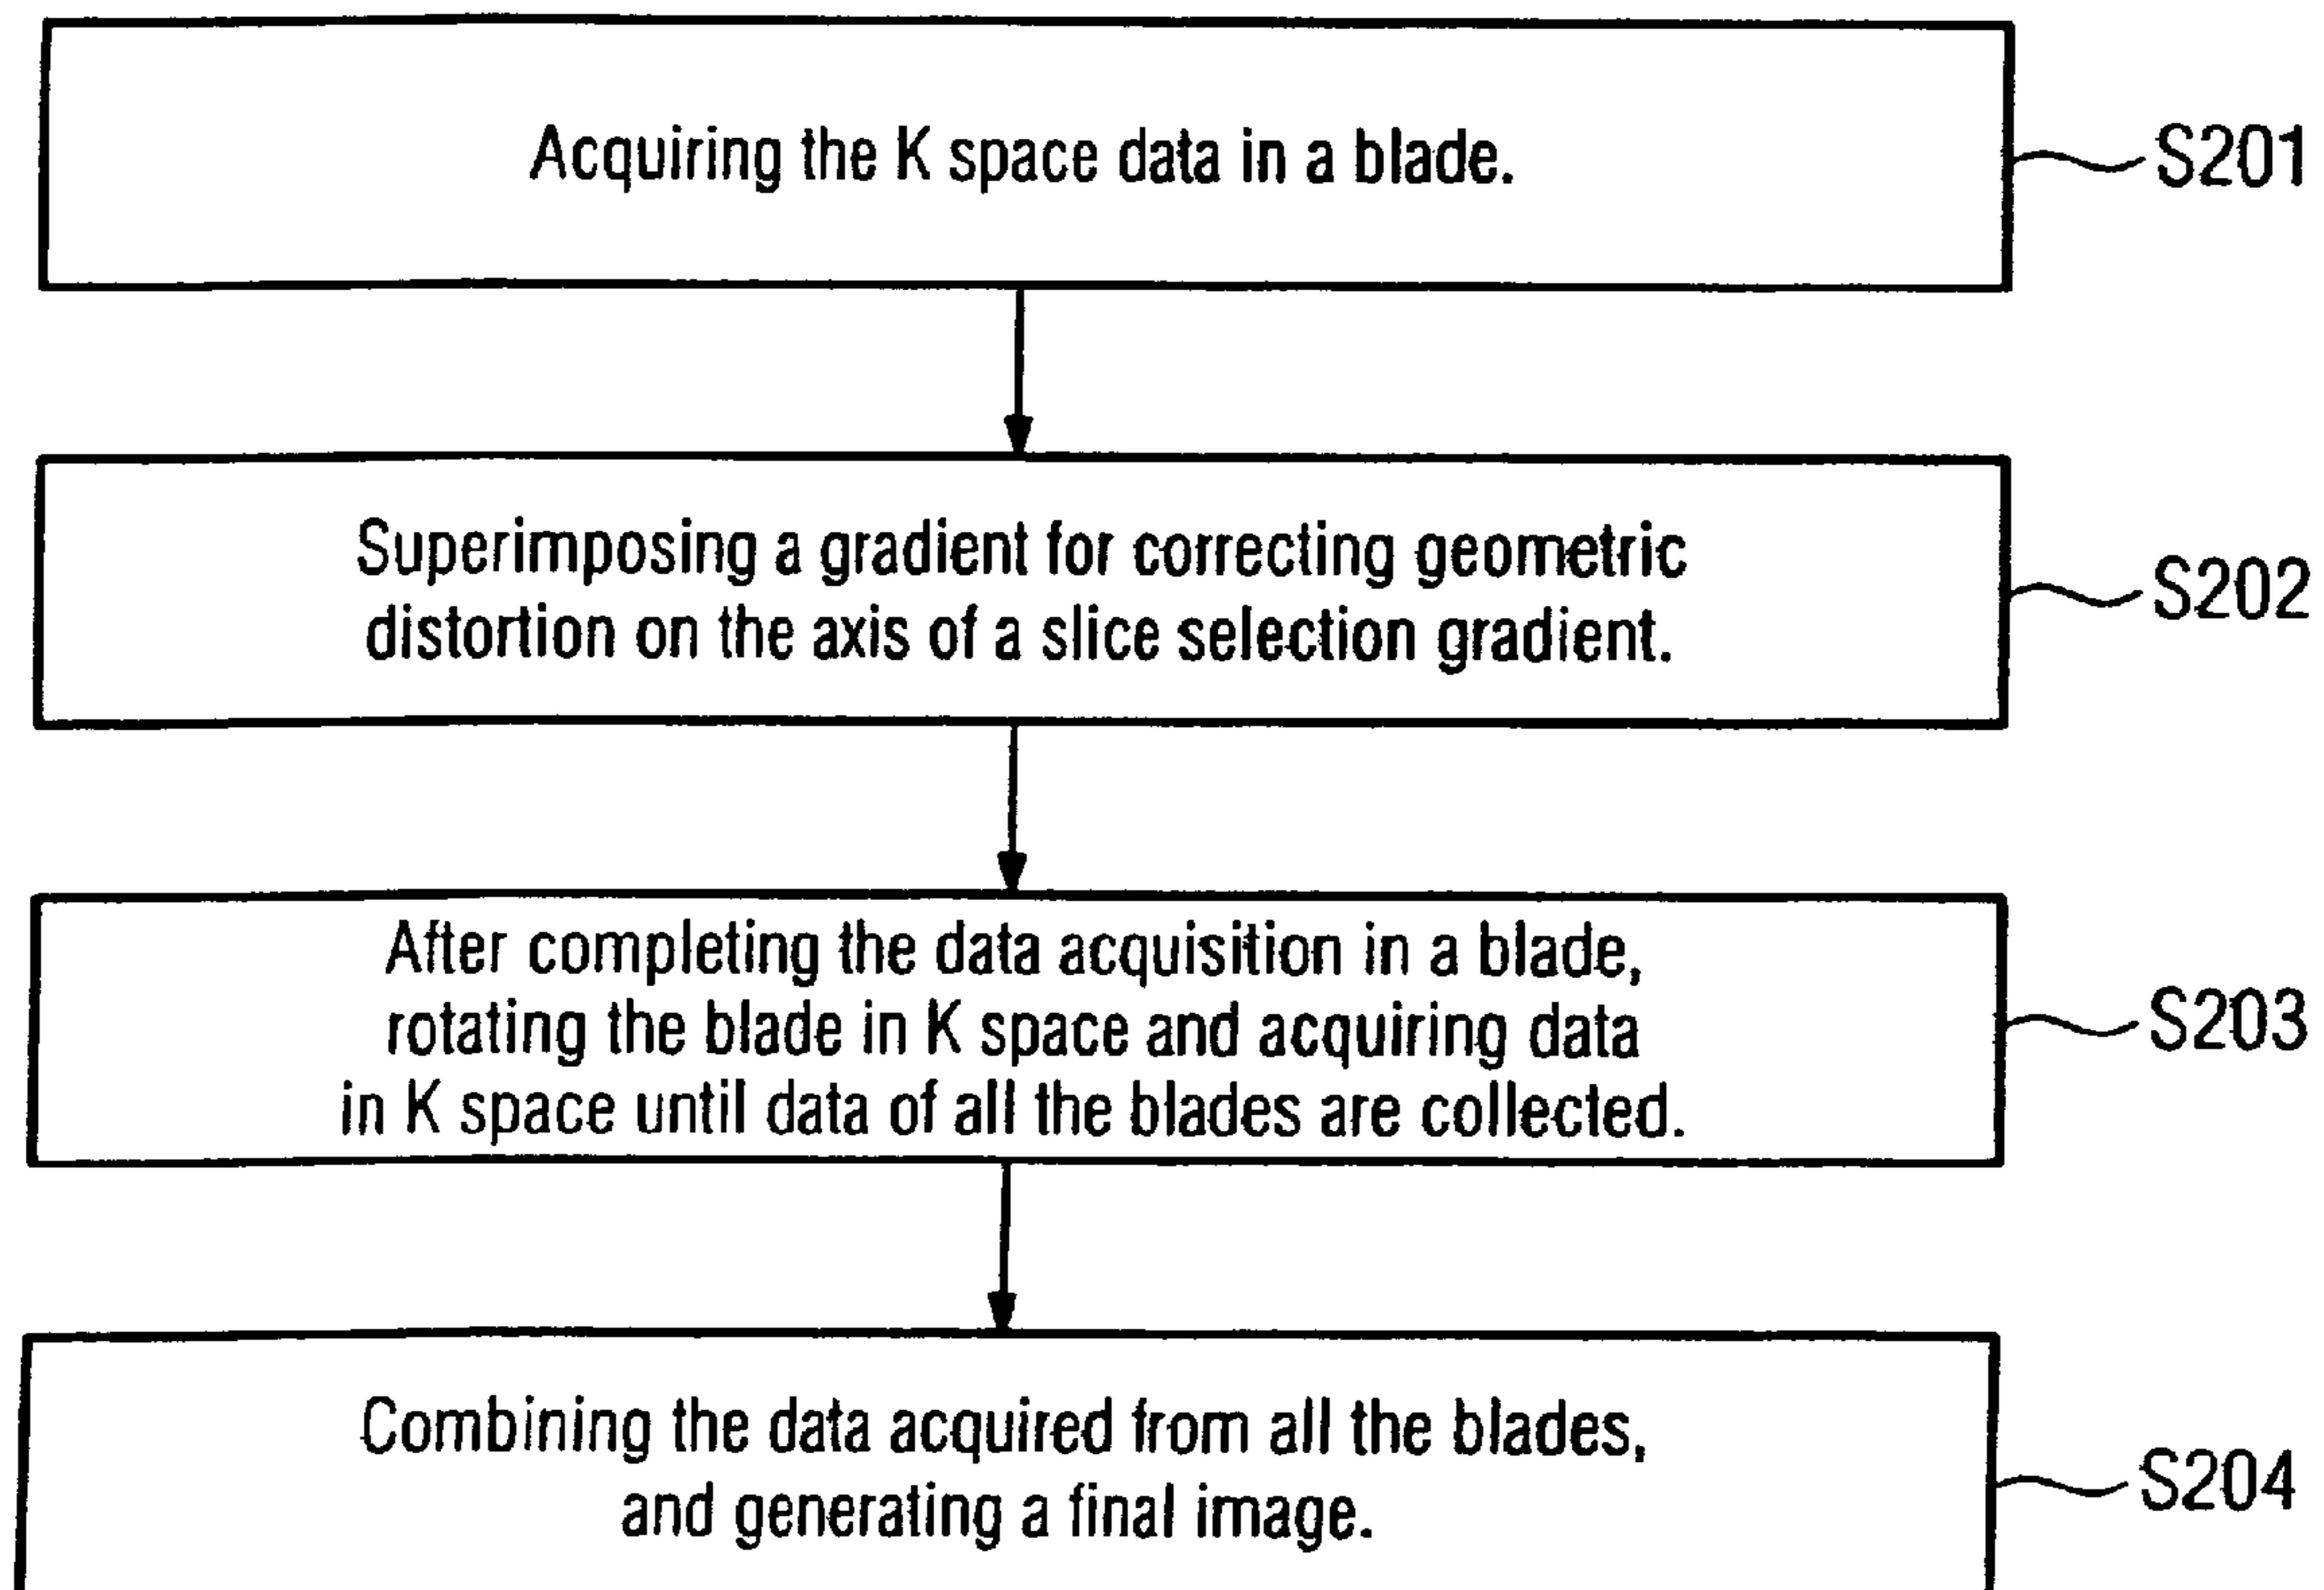 Acquiring the K space data in a blade.
S201
Superimposing a gradient for correcting geometric
distortion on the axis of a slice selection gradient.
S202
After completing the data acquisition in a blade,
rotating the blade in K space and acquiring data
in K space until data of all the blades are collected.
S203
Combining the data acquired from all the blades,
and generating a final image.
S204